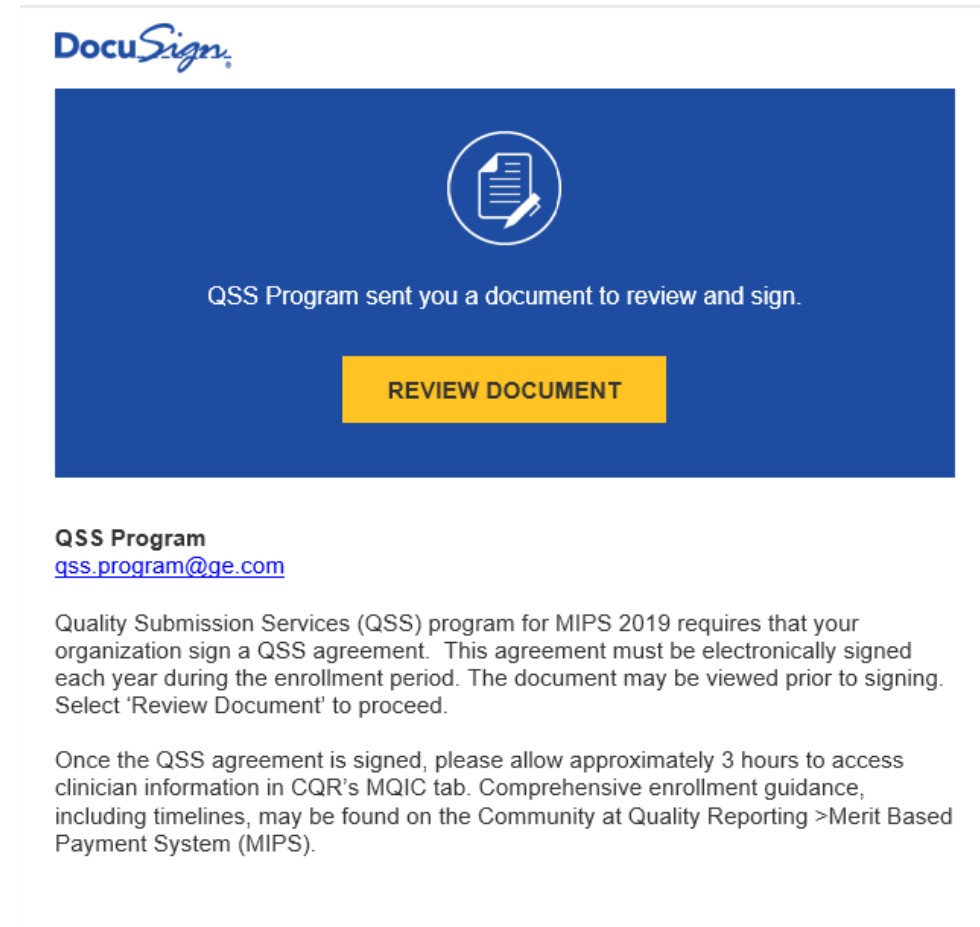 DocuSign®
QSS Program sent you a document to review and sign.
REVIEW DOCUMENT
QSS Program
qss.program@ge.com
Quality Submission Services (QSS) program for MIPS 2019 requires that your
organization sign a QSS agreement.  This agreement must be electronically signed
each year during the enrollment period. The document may be viewed prior to signing.
Select ‘Review Document’ to proceed.
Once the QSS agreement is signed, please allow approximately 3 hours to access
clinician information in CQR’s MQIC tab. Comprehensive enrollment guidance,
including timelines, may be found on the Community at Quality Reporting >Merit Based
Payment System (MIPS).